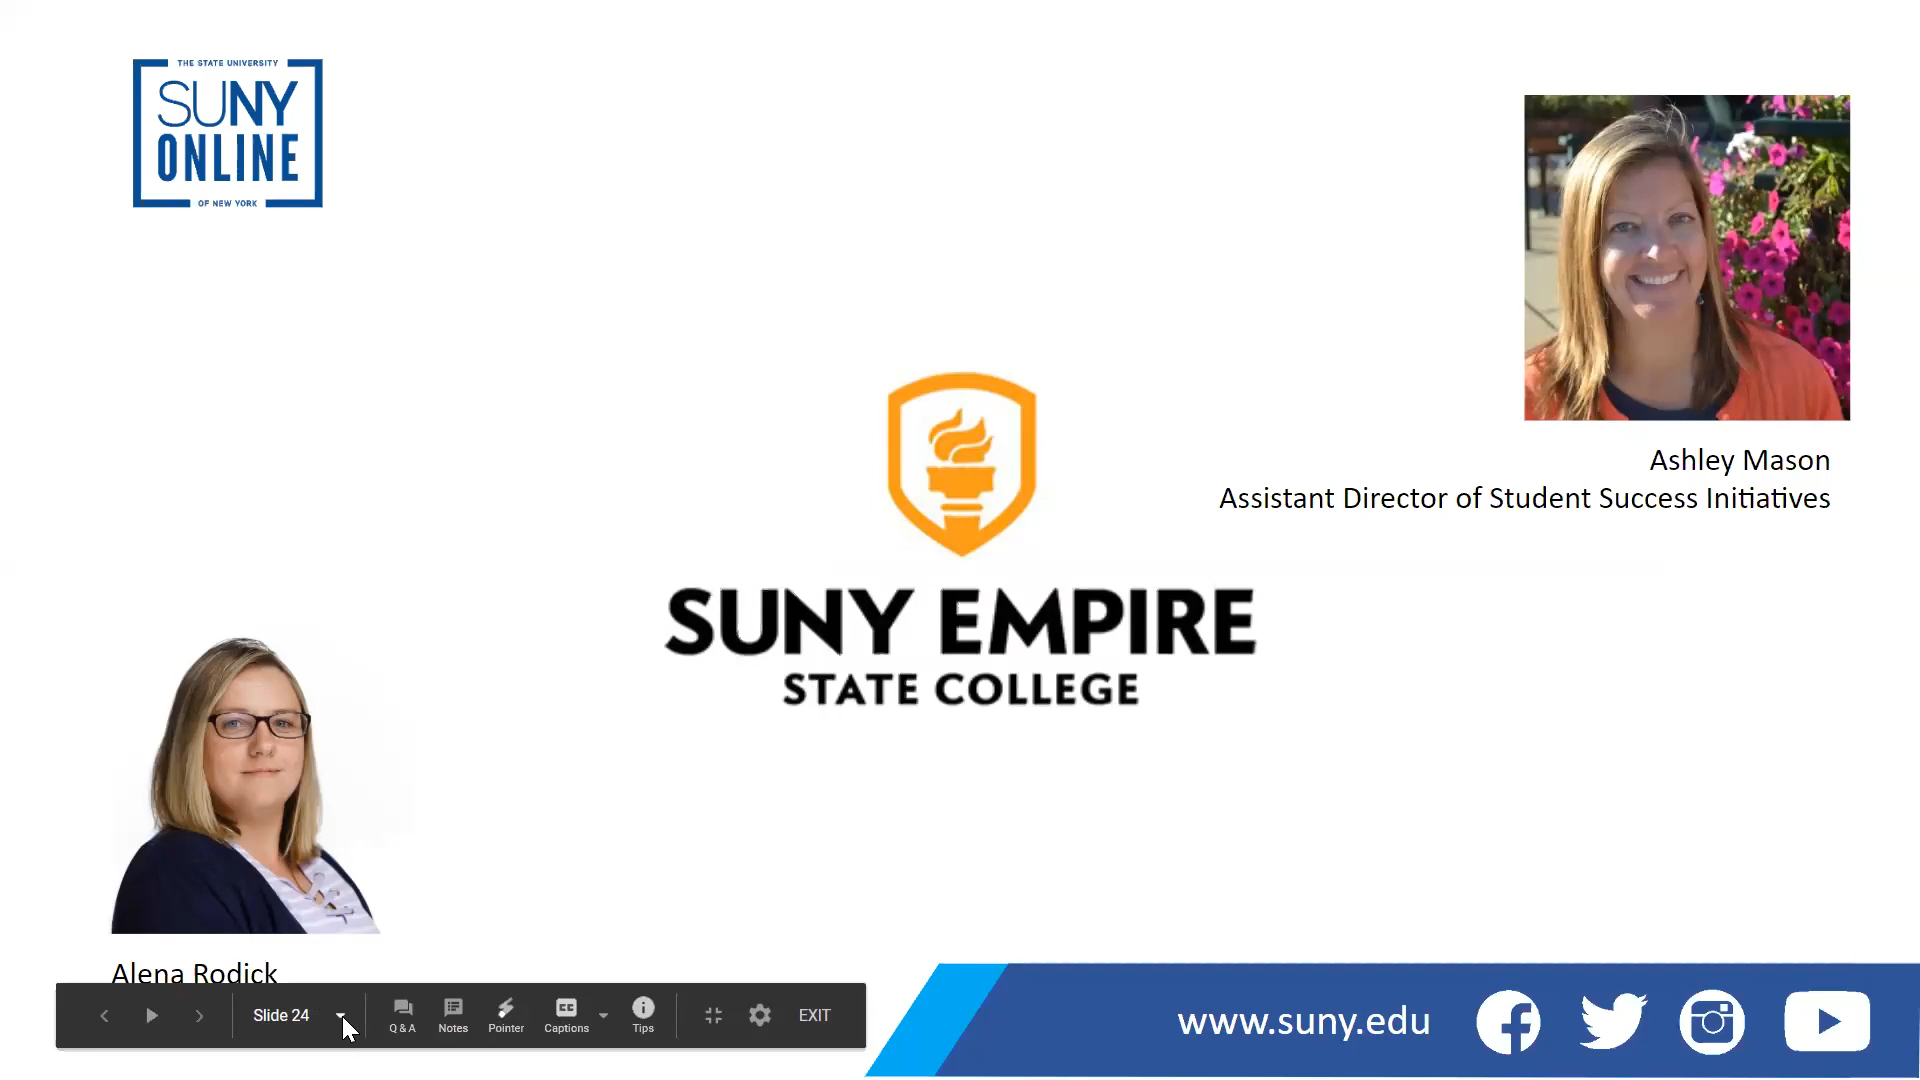 THE STATE UNIVERSITY
SUNY
ONLINE
OF NEW YORK
Ashley Mason
Assistant Director of Student Success Initiatives
SUNY EMPIRE
STATE COLLEGE
Alena Rodick
Slide 24
Q & A
Notes
Pointer
CC
Captions
Tips
EXIT
www.suny.edu